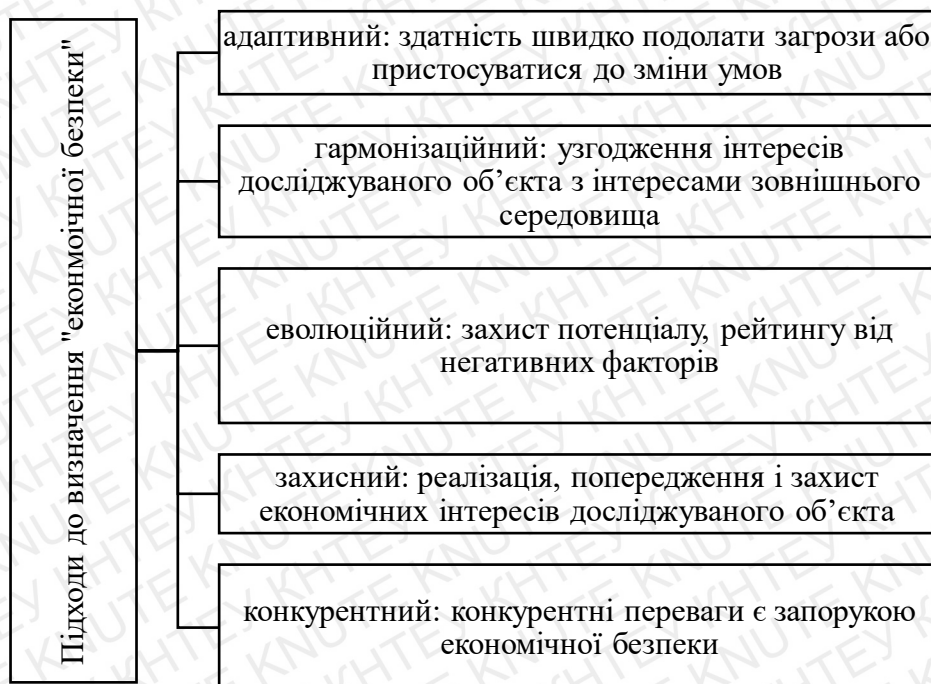 Підходи до визначення "еконмоічної безпеки"
адаптивний: здатність швидко подолати загрози або
пристосуватися до зміни умов
гармонізаційний: узгодження інтересів
досліджуваного об’єкта з інтересами зовнішнього
середовища
еволюційний: захист потенціалу, рейтингу від
негативних факторів
захисний: реалізація, попередження і захист
економічних інтересів досліджуваного об’єкта
конкурентний: конкурентні переваги є запорукою
економічної безпеки